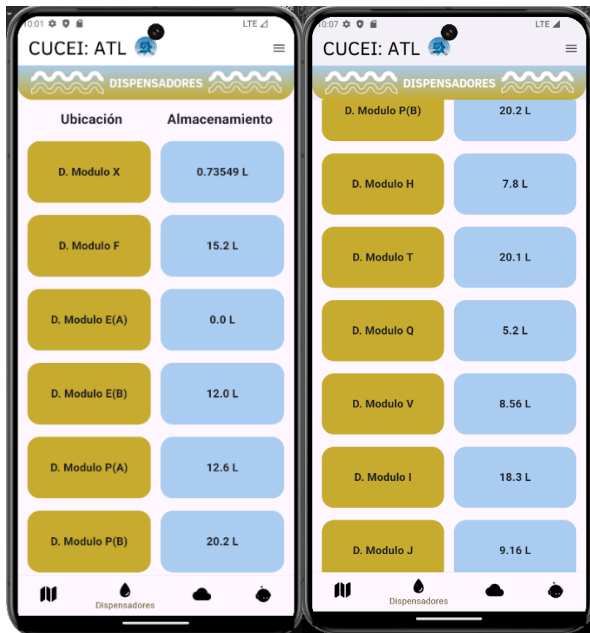 10:01 LTE
CUCEI: ATL
DISPENSADORES
Ubicación Almacenamiento
D. Modulo X 0.73549 L
D. Modulo F 15.2 L
D. Modulo E(A) 0.0 L
D. Modulo E(B) 12.0 L
D. Modulo P(A) 12.6 L
D. Modulo P(B) 20.2 L
Dispensadores
10:07 LTE
CUCEI: ATL
DISPENSADORES
D. Modulo P(B) 20.2 L
D. Modulo H 7.8 L
D. Modulo T 20.1 L
D. Modulo Q 5.2 L
D. Modulo V 8.56 L
D. Modulo I 18.3 L
D. Modulo J 9.16 L
Dispensadores